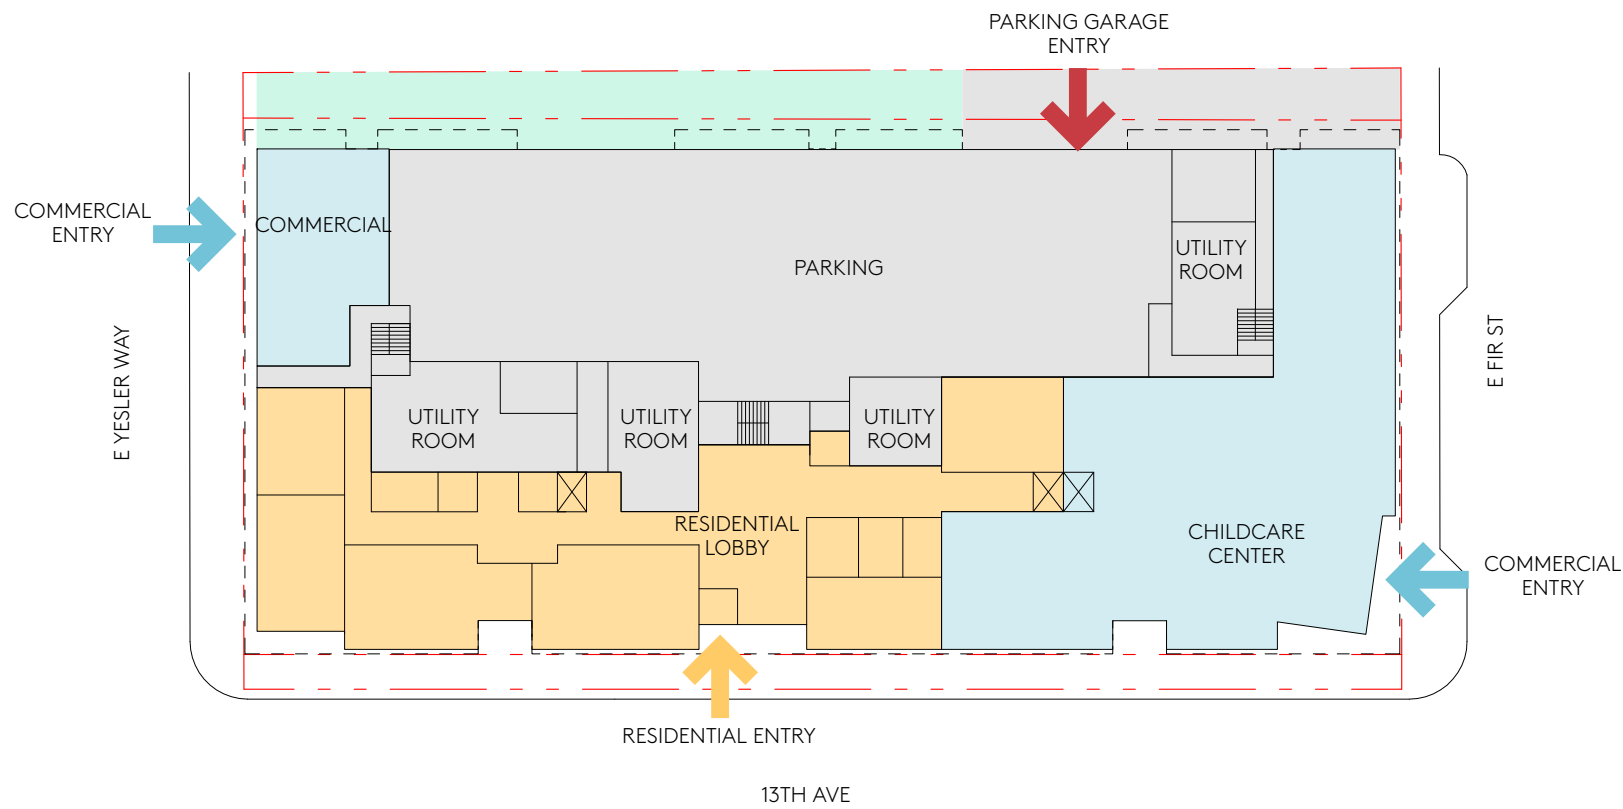 PARKING GARAGE
ENTRY
COMMERCIAL
ENTRY
COMMERCIAL
PARKING
UTILITY
ROOM
E YESLER WAY
E FIR ST
UTILITY
ROOM
UTILITY
ROOM
UTILITY
ROOM
RESIDENTIAL
LOBBY
CHILDCARE
CENTER
COMMERCIAL
ENTRY
RESIDENTIAL ENTRY
13TH AVE